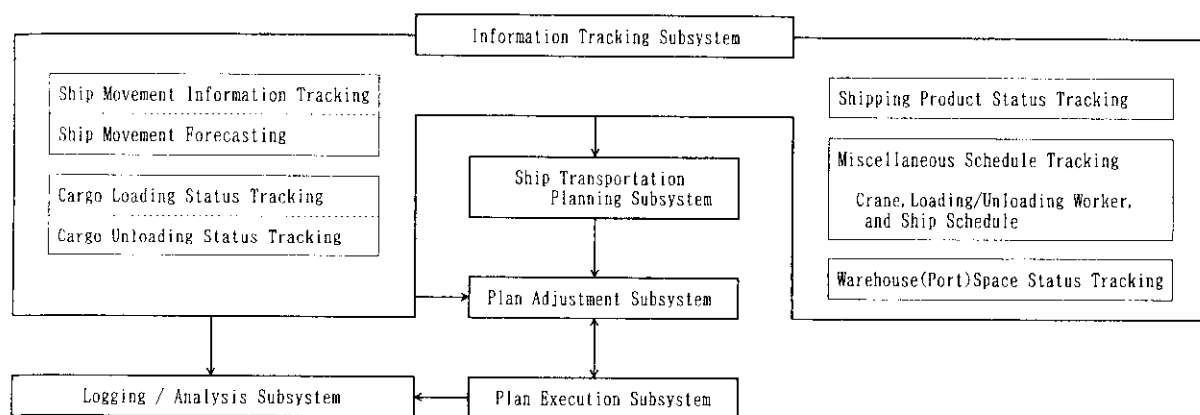 Information Tracking Subsystem
Ship Movement Information Tracking
Ship Movement Forecasting
Cargo Loading Status Tracking
Cargo Unloading Status Tracking
Ship Transportation
Planning Subsystem
Plan Adjustment Subsystem
Shipping Product Status Tracking
Miscellaneous Schedule Tracking
Crane, Loading/Unloading Worker,
and Ship Schedule
Warehouse(Port)Space Status Tracking
Logging / Analysis Subsystem
Plan Execution Subsystem